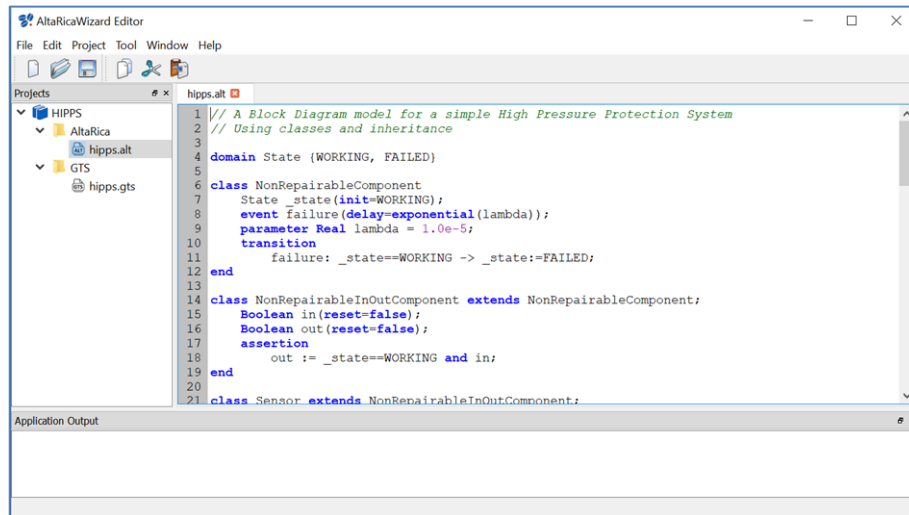 AltaRicaWizard Editor
File Edit Project Tool Window Help
Projects
hipps.alt
HIPPS
AltaRica
hipps.alt
GTS
hipps.gts
1 // A Block Diagram model for a simple High Pressure Protection System
2 // Using classes and inheritance
3
4 domain State {WORKING, FAILED}
5
6 class NonRepairableComponent
7 State _state(init=WORKING);
8 event failure(delay=exponential(lambda));
9 parameter Real lambda = 1.0e-5;
10 transition
11 failure: _state==WORKING -> _state:=FAILED;
12 end
13
14 class NonRepairableInOutComponent extends NonRepairableComponent;
15 Boolean in(reset=false);
16 Boolean out(reset=false);
17 assertion
18 out := _state==WORKING and in;
19 end
20
21 class Sensor extends NonRepairableInOutComponent;
Application Output